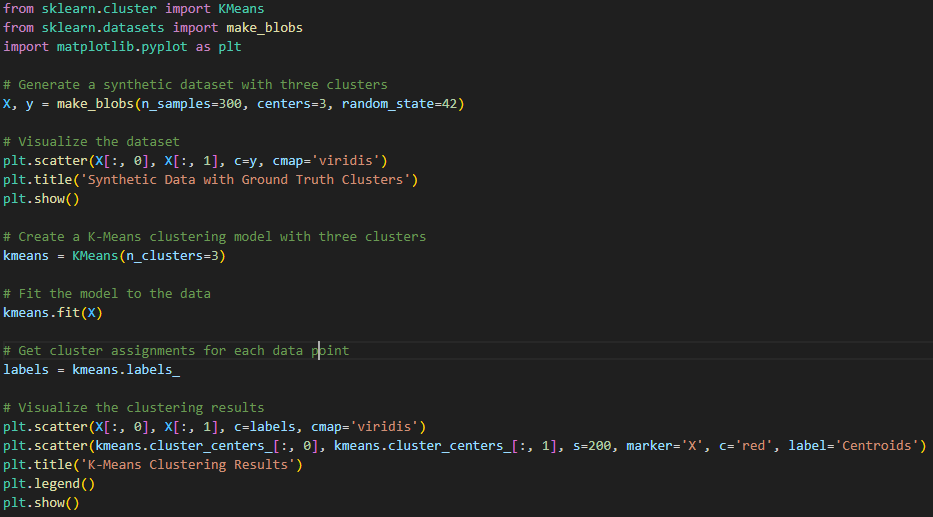 from sklearn.cluster import KMeans
from sklearn.datasets import make_blobs
import matplotlib.pyplot as plt
# Generate a synthetic dataset with three clusters
X, y = make_blobs(n_samples=300, centers=3, random_state=42)
# Visualize the dataset
plt.scatter(X[:, 0], X[:, 1], c=y, cmap='viridis')
plt.title('Synthetic Data with Ground Truth Clusters')
plt.show()
# Create a K-Means clustering model with three clusters
kmeans = KMeans(n_clusters=3)
# Fit the model to the data
kmeans.fit(X)
# Get cluster assignments for each data point
labels = kmeans.labels_
# Visualize the clustering results
plt.scatter(X[:, 0], X[:, 1], c=labels, cmap='viridis')
plt.scatter(kmeans.cluster_centers_[:, 0], kmeans.cluster_centers_[:, 1], s=200, marker='X', c='red', label='Centroids')
plt.title('K-Means Clustering Results')
plt.legend()
plt.show()